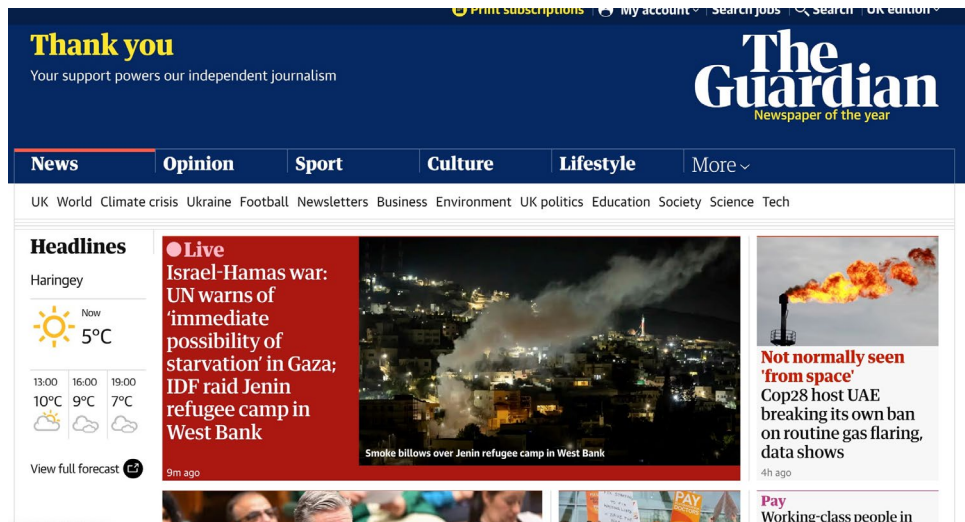 Print subscriptions My account Search jobs Search UK edition
Thank you
Your support powers our independent journalism
The
Guardian
Newspaper of the year
News Opinion Sport Culture Lifestyle More
UK World Climate crisis Ukraine Football Newsletters Business Environment UK politics Education Society Science Tech
Headlines
Haringey
Now
5°C
13:00 16:00 19:00
10°C 9°C 7°C
View full forecast
Live
Israel-Hamas war:
UN warns of
‘immediate
possibility of
starvation’ in Gaza;
IDF raid Jenin
refugee camp in
West Bank
9m ago
Smoke billows over Jenin refugee camp in West Bank
Not normally seen
'from space'
Cop28 host UAE
breaking its own ban
on routine gas flaring,
data shows
4h ago
PAY
DOCTORS
Pay
Working-class people in